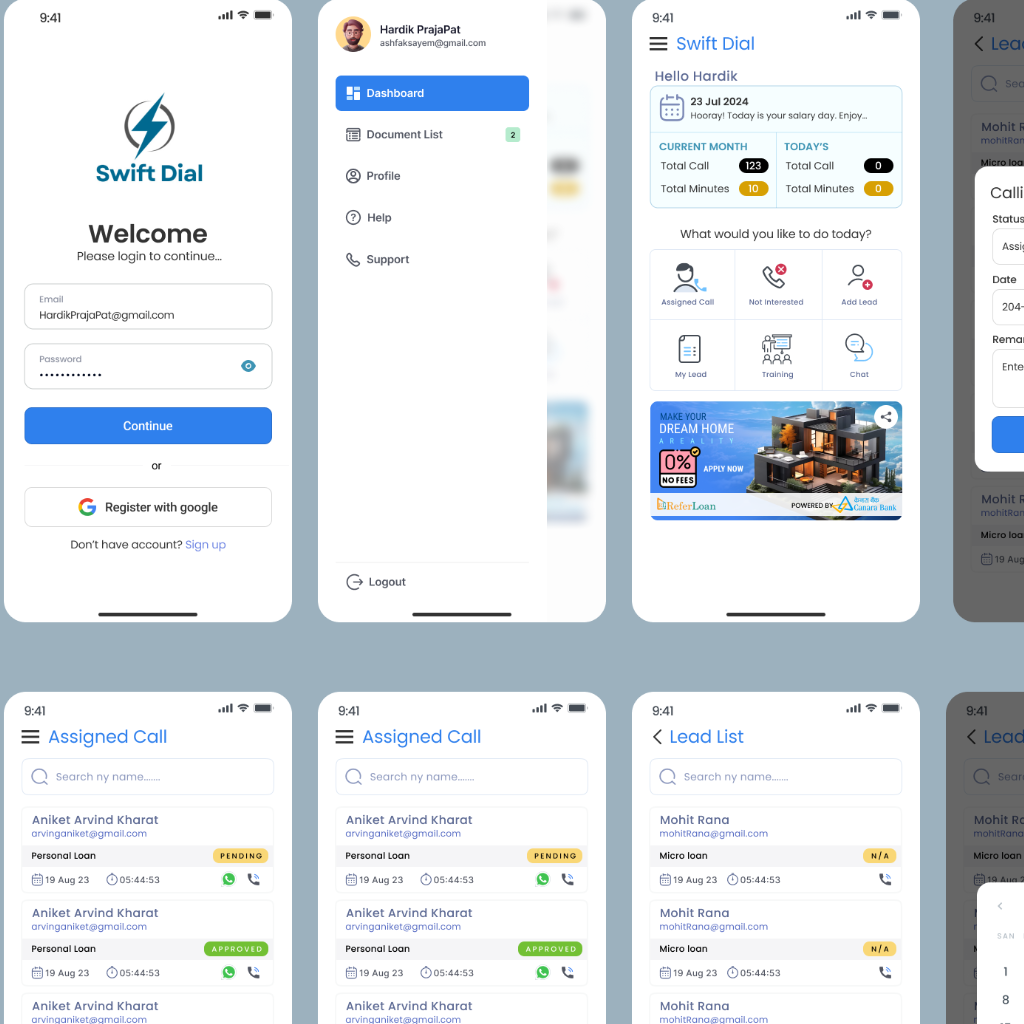 9:41
Swift Dial
Welcome
Please login to continue...
Email
HardikPrajaPat@gmail.com
Password
Continue
or
Register with google
Don't have account? Sign up
Hardik PrajaPat
ashfaksayem@gmail.com
Dashboard
Document List 2
Profile
Help
Support
Logout
9:41
Swift Dial
Hello Hardik
23 Jul 2024
Hooray! Today is your salary day. Enjoy...
CURRENT MONTH
Total Call 123
Total Minutes 10
TODAY'S
Total Call 0
Total Minutes 0
What would you like to do today?
Assigned Call
Not Interested
Add Lead
My Lead
Training
Chat
MAKE YOUR
DREAM HOME
A REALITY
0%
NO FEES
APPLY NOW
ReferLoan
POWERED BY
केनरा बैंक
Canara Bank
9:41
Lead
Sea
Mohit R
mohitRan
Micro loa
Calli
Status
Assig
Date
204-
Remar
Ente
Mohit R
mohitRana
Micro loa
19 Aug
9:41
Assigned Call
Search ny name.......
Aniket Arvind Kharat
arvinganiket@gmail.com
Personal Loan PENDING
19 Aug 23 05:44:53
Aniket Arvind Kharat
arvinganiket@gmail.com
Personal Loan APPROVED
19 Aug 23 05:44:53
Aniket Arvind Kharat
arvinganiket@gmail.com
9:41
Assigned Call
Search ny name.......
Aniket Arvind Kharat
arvinganiket@gmail.com
Personal Loan PENDING
19 Aug 23 05:44:53
Aniket Arvind Kharat
arvinganiket@gmail.com
Personal Loan APPROVED
19 Aug 23 05:44:53
Aniket Arvind Kharat
arvinganiket@gmail.com
9:41
Lead List
Search ny name.......
Mohit Rana
mohitRana@gmail.com
Micro loan N/A
19 Aug 23 05:44:53
Mohit Rana
mohitRana@gmail.com
Micro loan N/A
19 Aug 23 05:44:53
Mohit Rana
mohitRana@gmail.com
9:41
Lead
Sear
Mohit Ra
mohitRana
Micro loan
19 Aug
SAN
1
8